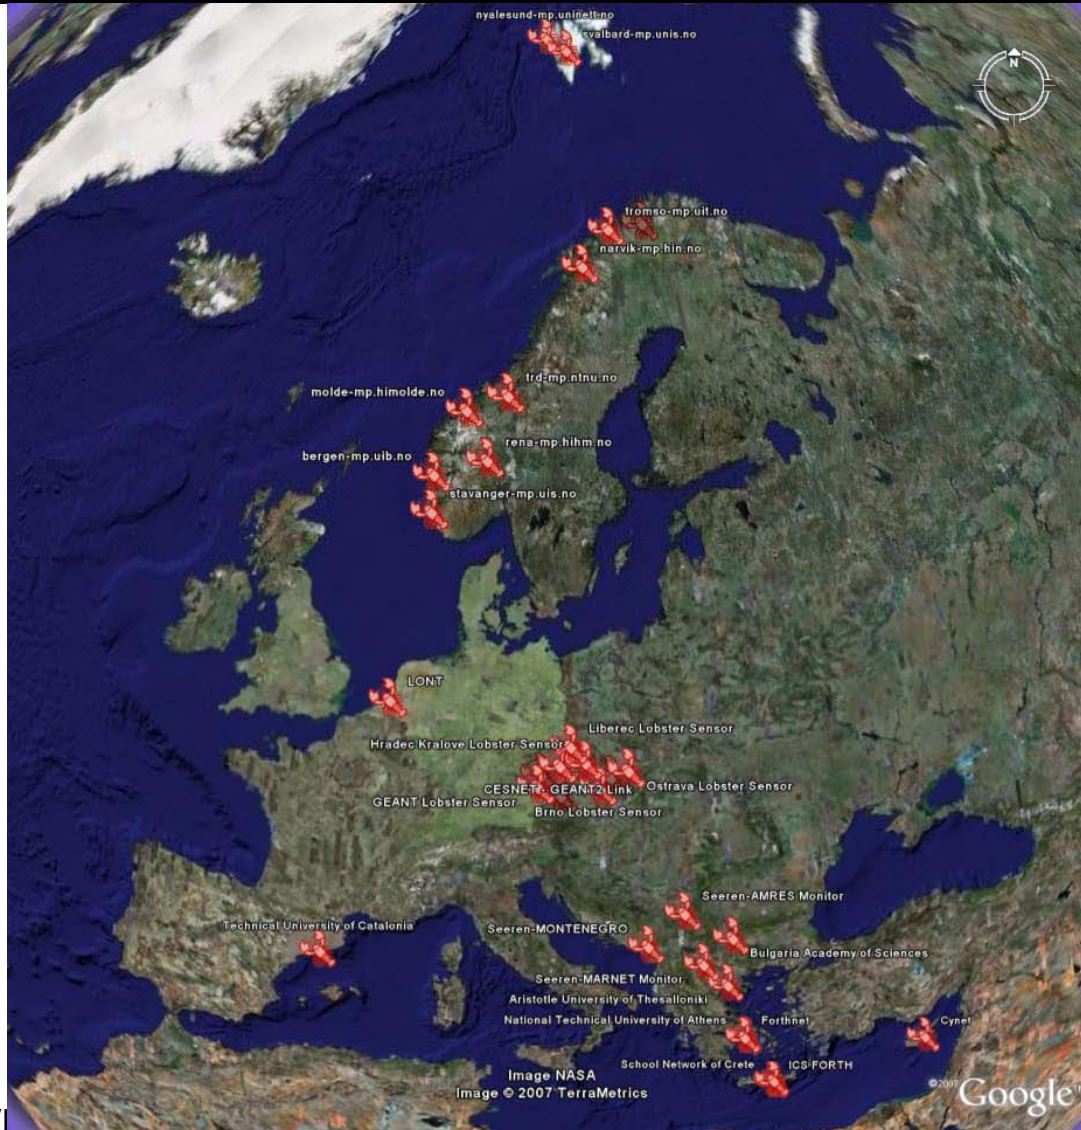 nyalesund-mp.uninett.no
svalbard-mp.unis.no
N
tromso-mp.uit.no
narvik-mp.hin.no
trd-mp.ntnu.no
molde-mp.himolde.no
rena-mp.hihm.no
bergen-mp.uib.no
stavanger-mp.uis.no
LONT
Liberec Lobster Sensor
Hradec Kralove Lobster Sensor
CESNET - GEANT2 Link
Ostrava Lobster Sensor
GEANT Lobster Sensor
Brno Lobster Sensor
Seeren-AMRES Monitor
Technical University of Catalonia
Seeren-MONTENEGRO
Bulgaria Academy of Sciences
Seeren-MARNET Monitor
Aristotle University of Thesalloniki
National Technical University of Athens
Forthnet
Cynet
School Network of Crete
ICS-FORTH
Image NASA
Image © 2007 TerraMetrics
©2007 Google